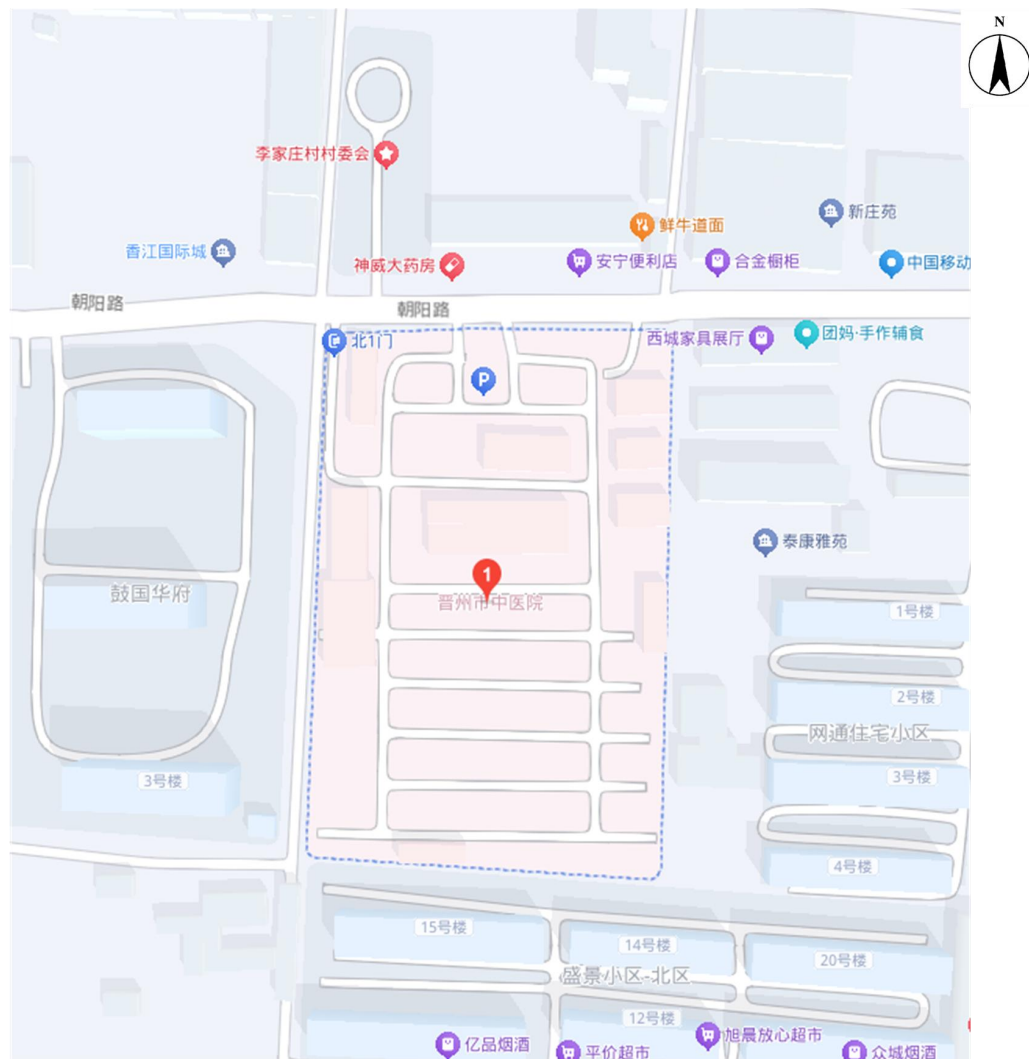 N
李家庄村村委会
鲜牛道面
新庄苑
香江国际城
神威大药房
安宁便利店
合金橱柜
中国移动
朝阳路
朝阳路
北1门
西城家具展厅
团妈·手作辅食
P
泰康雅苑
1
鼓国华府
晋州市中医院
1号楼
2号楼
网通住宅小区
3号楼
3号楼
4号楼
15号楼
14号楼
20号楼
盛景小区-北区
12号楼
旭晨放心超市
亿品烟酒
平价超市
众城烟酒